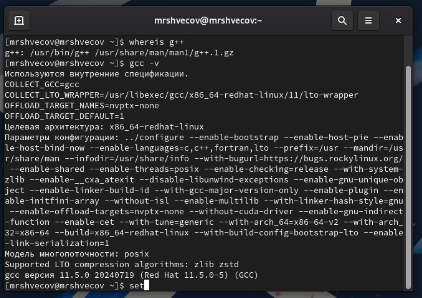 mrshvecov@mrshvecov:~
[mrshvecov@mrshvecov ~]$ whereis g++
g++: /usr/bin/g++ /usr/share/man/man1/g++.1.gz
[mrshvecov@mrshvecov ~]$ gcc -v
Используются внутренние спецификации.
COLLECT_GCC=gcc
COLLECT_LTO_WRAPPER=/usr/libexec/gcc/x86_64-redhat-linux/11/lto-wrapper
OFFLOAD_TARGET_NAMES=nvptx-none
OFFLOAD_TARGET_DEFAULT=1
Целевая архитектура: x86_64-redhat-linux
Параметры конфигурации: ../configure --enable-bootstrap --enable-host-pie --enab
le-host-bind-now --enable-languages=c,c++,fortran,lto --prefix=/usr --mandir=/us
r/share/man --infodir=/usr/share/info --with-bugurl=https://bugs.rockylinux.org/
 --enable-shared --enable-threads=posix --enable-checking=release --with-system-
zlib --enable-__cxa_atexit --disable-libunwind-exceptions --enable-gnu-unique-ob
ject --enable-linker-build-id --with-gcc-major-version-only --enable-plugin --en
able-initfini-array --without-isl --enable-multilib --with-linker-hash-style=gnu
 --enable-offload-targets=nvptx-none --without-cuda-driver --enable-gnu-indirect
-function --enable-cet --with-tune=generic --with-arch_64=x86-64-v2 --with-arch_
32=x86-64 --build=x86_64-redhat-linux --with-build-config=bootstrap-lto --enable
-link-serialization=1
Модель многопоточности: posix
Supported LTO compression algorithms: zlib zstd
gcc версия 11.5.0 20240719 (Red Hat 11.5.0-5) (GCC)
[mrshvecov@mrshvecov ~]$ set